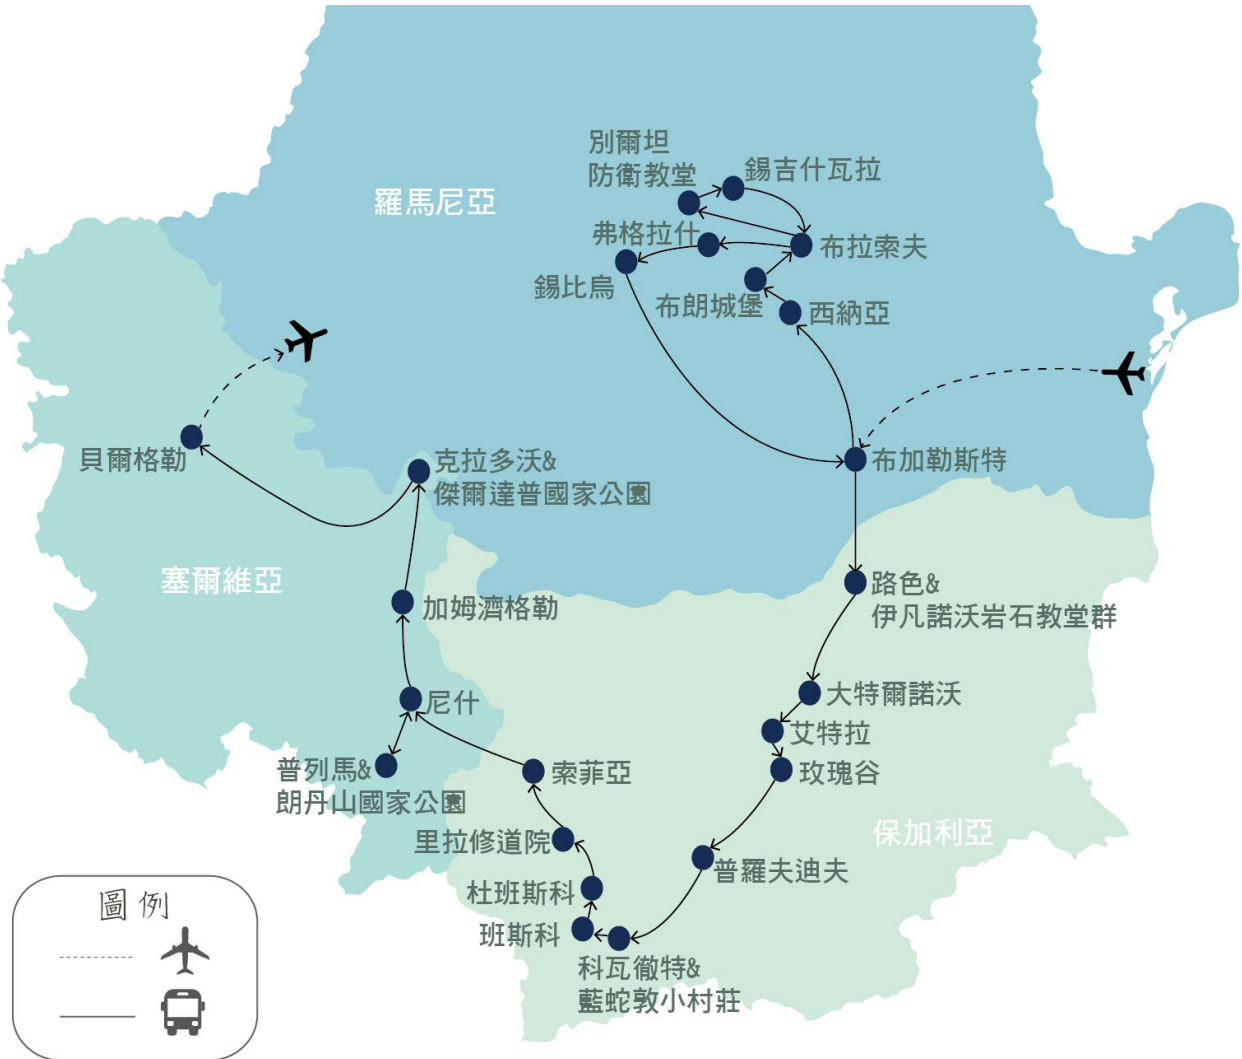 別爾坦
防衛教堂
錫吉什瓦拉
羅馬尼亞
弗格拉什
布拉索夫
錫比烏
布朗城堡
西納亞
貝爾格勒
克拉多沃&
傑爾達普國家公園
布加勒斯特
塞爾維亞
加姆濟格勒
路色&
伊凡諾沃岩石教堂群
尼什
大特爾諾沃
艾特拉
普列馬&
朗丹山國家公園
索菲亞
玫瑰谷
里拉修道院
保加利亞
普羅夫迪夫
杜班斯科
班斯科
科瓦徹特&
藍蛇敦小村莊
圖例